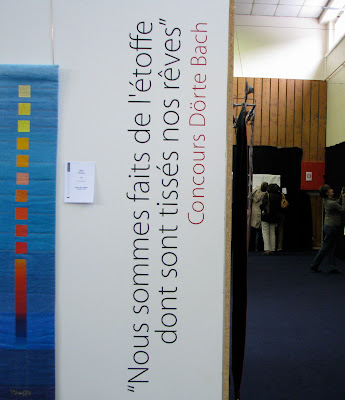 “Nous sommes faits de l'étoffe
dont sont tissés nos rêves”
Concours Dörte Bach